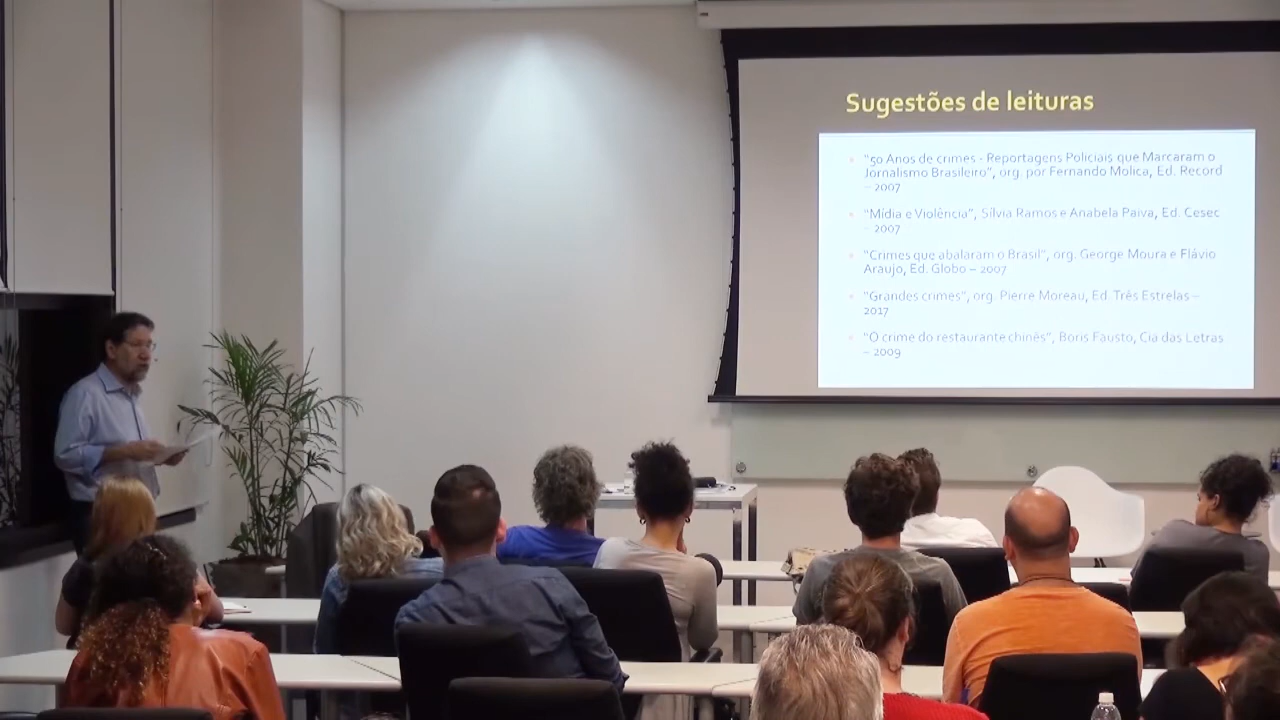 Sugestões de leituras
"50 Anos de crimes - Reportagens Policiais que Marcaram o
Jornalismo Brasileiro", org. por Fernando Molica, Ed. Record
– 2007
"Mídia e Violência", Sílvia Ramos e Anabela Paiva, Ed. Cesec
– 2007
"Crimes que abalaram o Brasil", org. George Moura e Flávio
Araujo, Ed. Globo – 2007
"Grandes crimes", org. Pierre Moreau, Ed. Três Estrelas –
2017
"O crime do restaurante chinês", Boris Fausto, Cia das Letras
– 2009